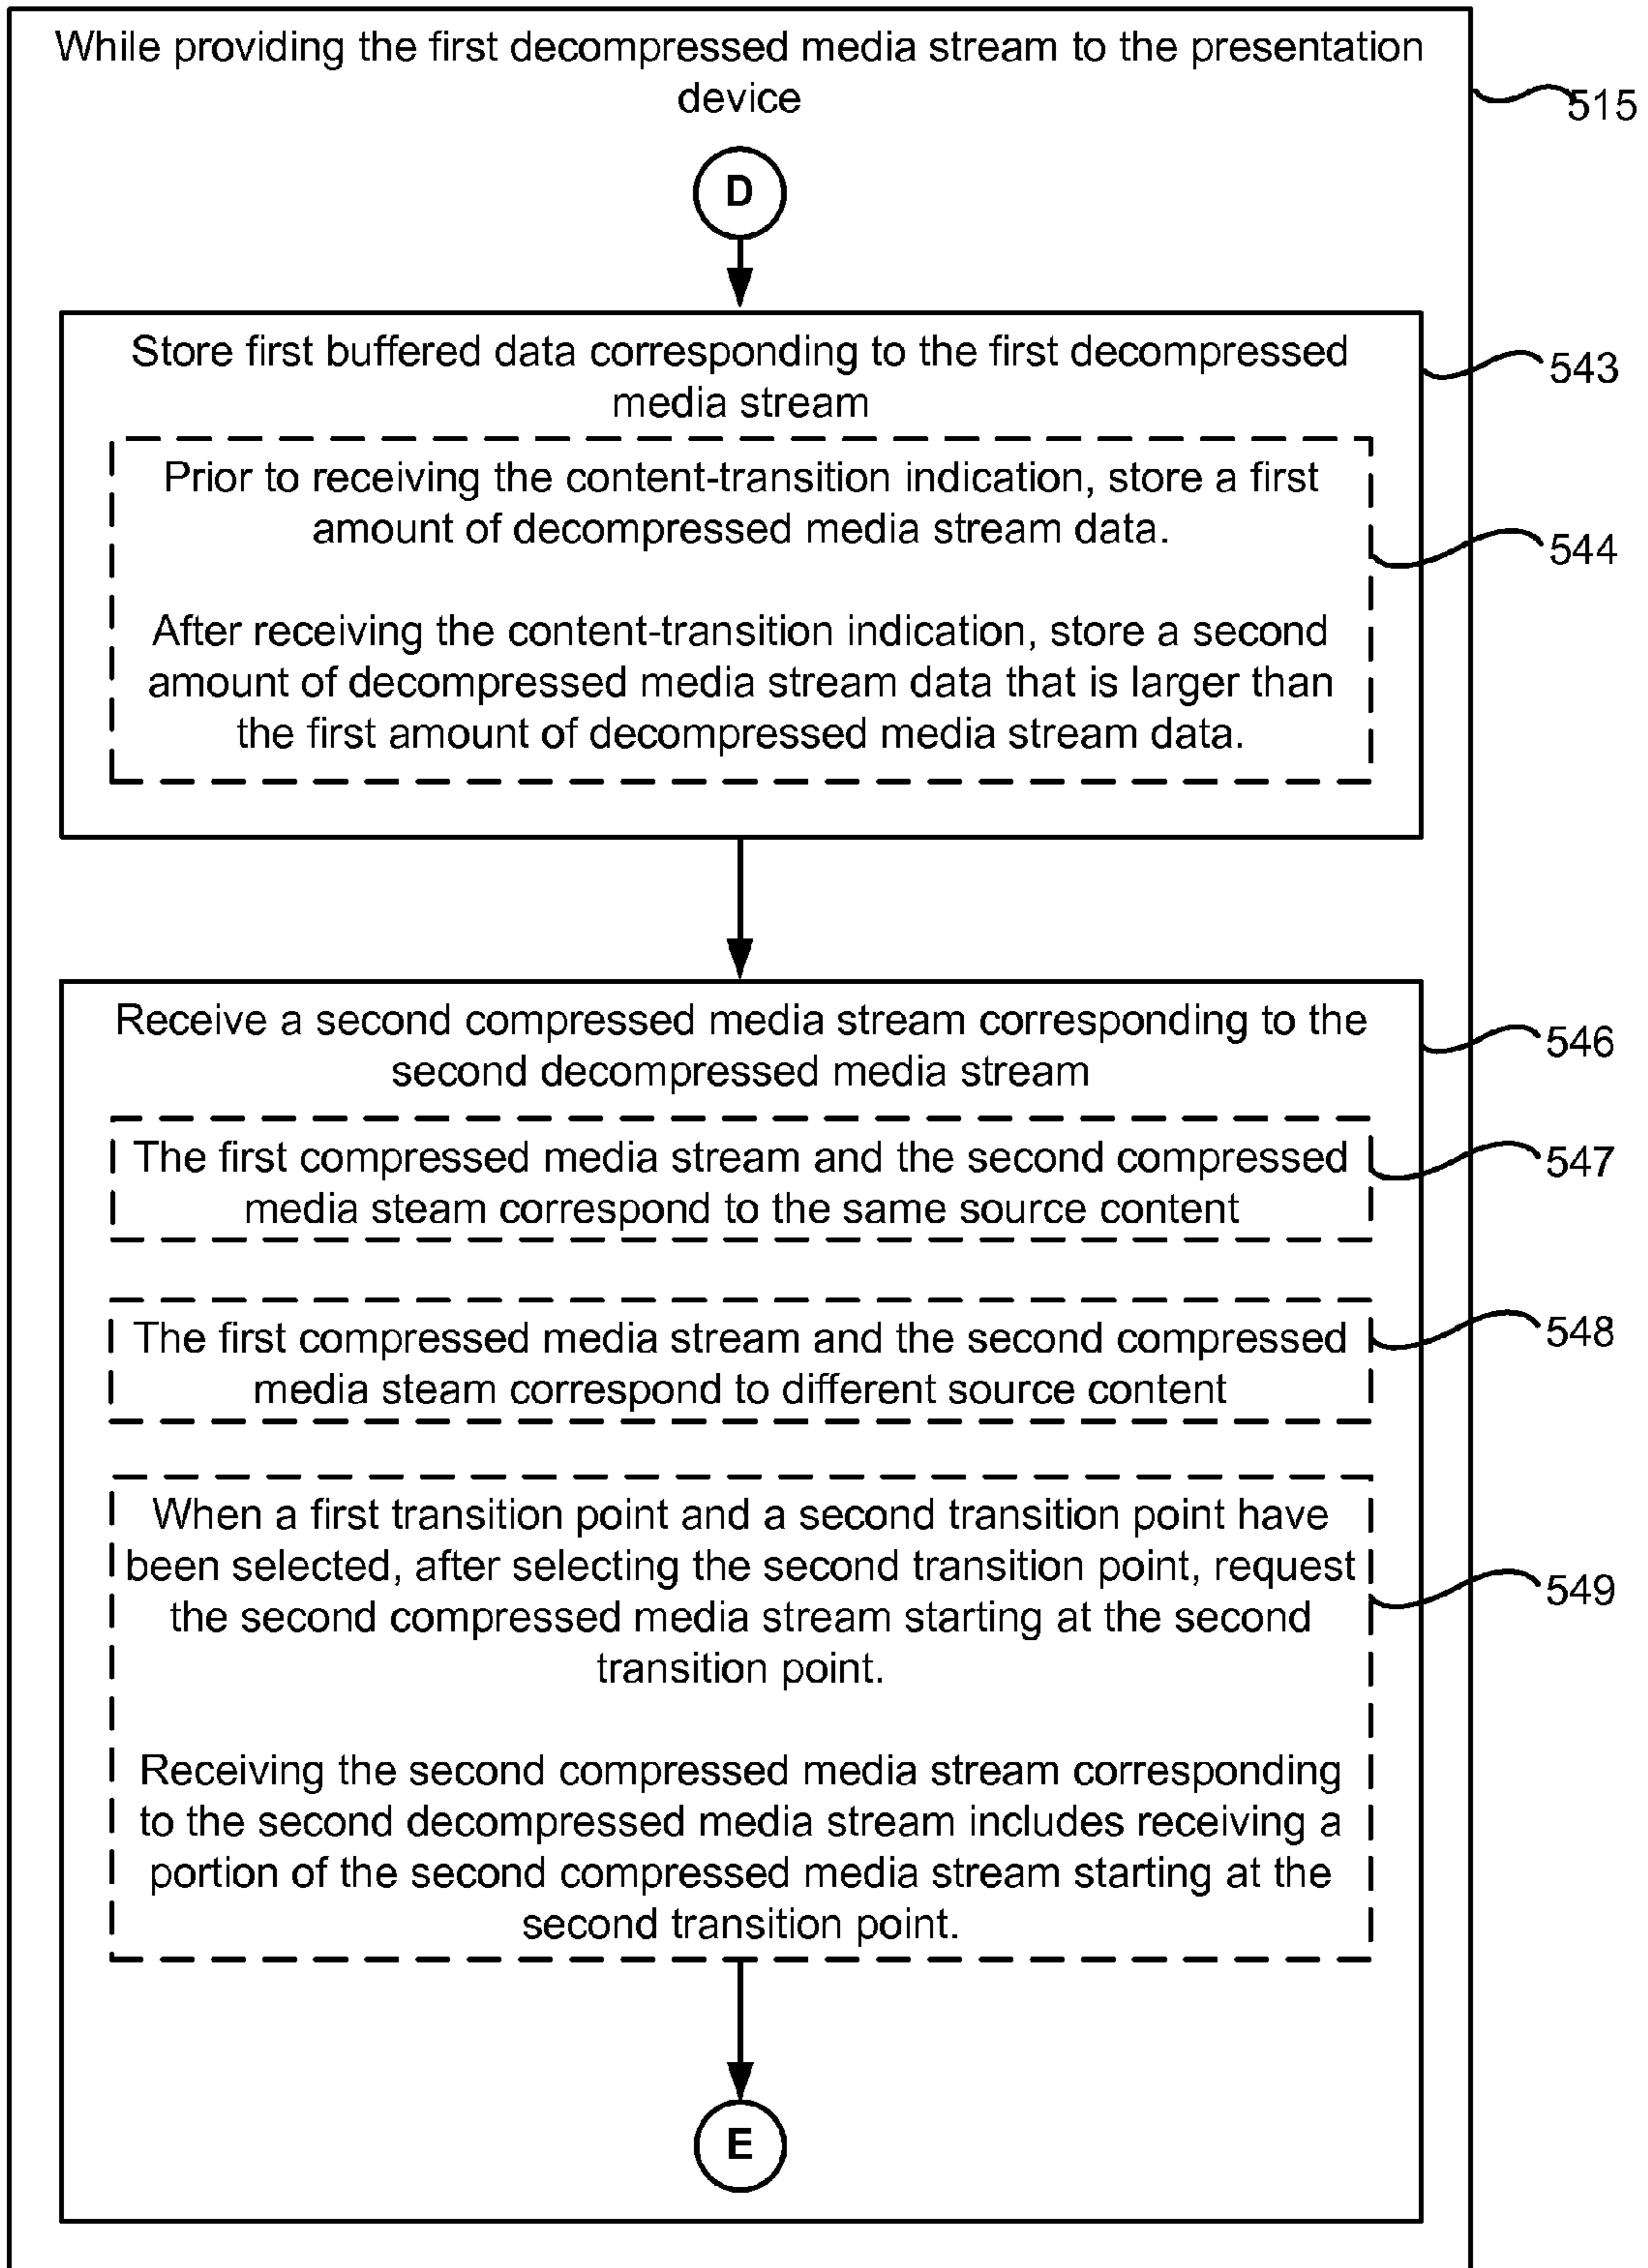 While providing the first decompressed media stream to the presentation
device
515
D
Store first buffered data corresponding to the first decompressed
media stream
543
Prior to receiving the content-transition indication, store a first
amount of decompressed media stream data.
544
After receiving the content-transition indication, store a second
amount of decompressed media stream data that is larger than
the first amount of decompressed media stream data.
Receive a second compressed media stream corresponding to the
second decompressed media stream
546
The first compressed media stream and the second compressed
media steam correspond to the same source content
547
The first compressed media stream and the second compressed
media steam correspond to different source content
548
When a first transition point and a second transition point have
been selected, after selecting the second transition point, request
the second compressed media stream starting at the second
transition point.
549
Receiving the second compressed media stream corresponding
to the second decompressed media stream includes receiving a
portion of the second compressed media stream starting at the
second transition point.
E